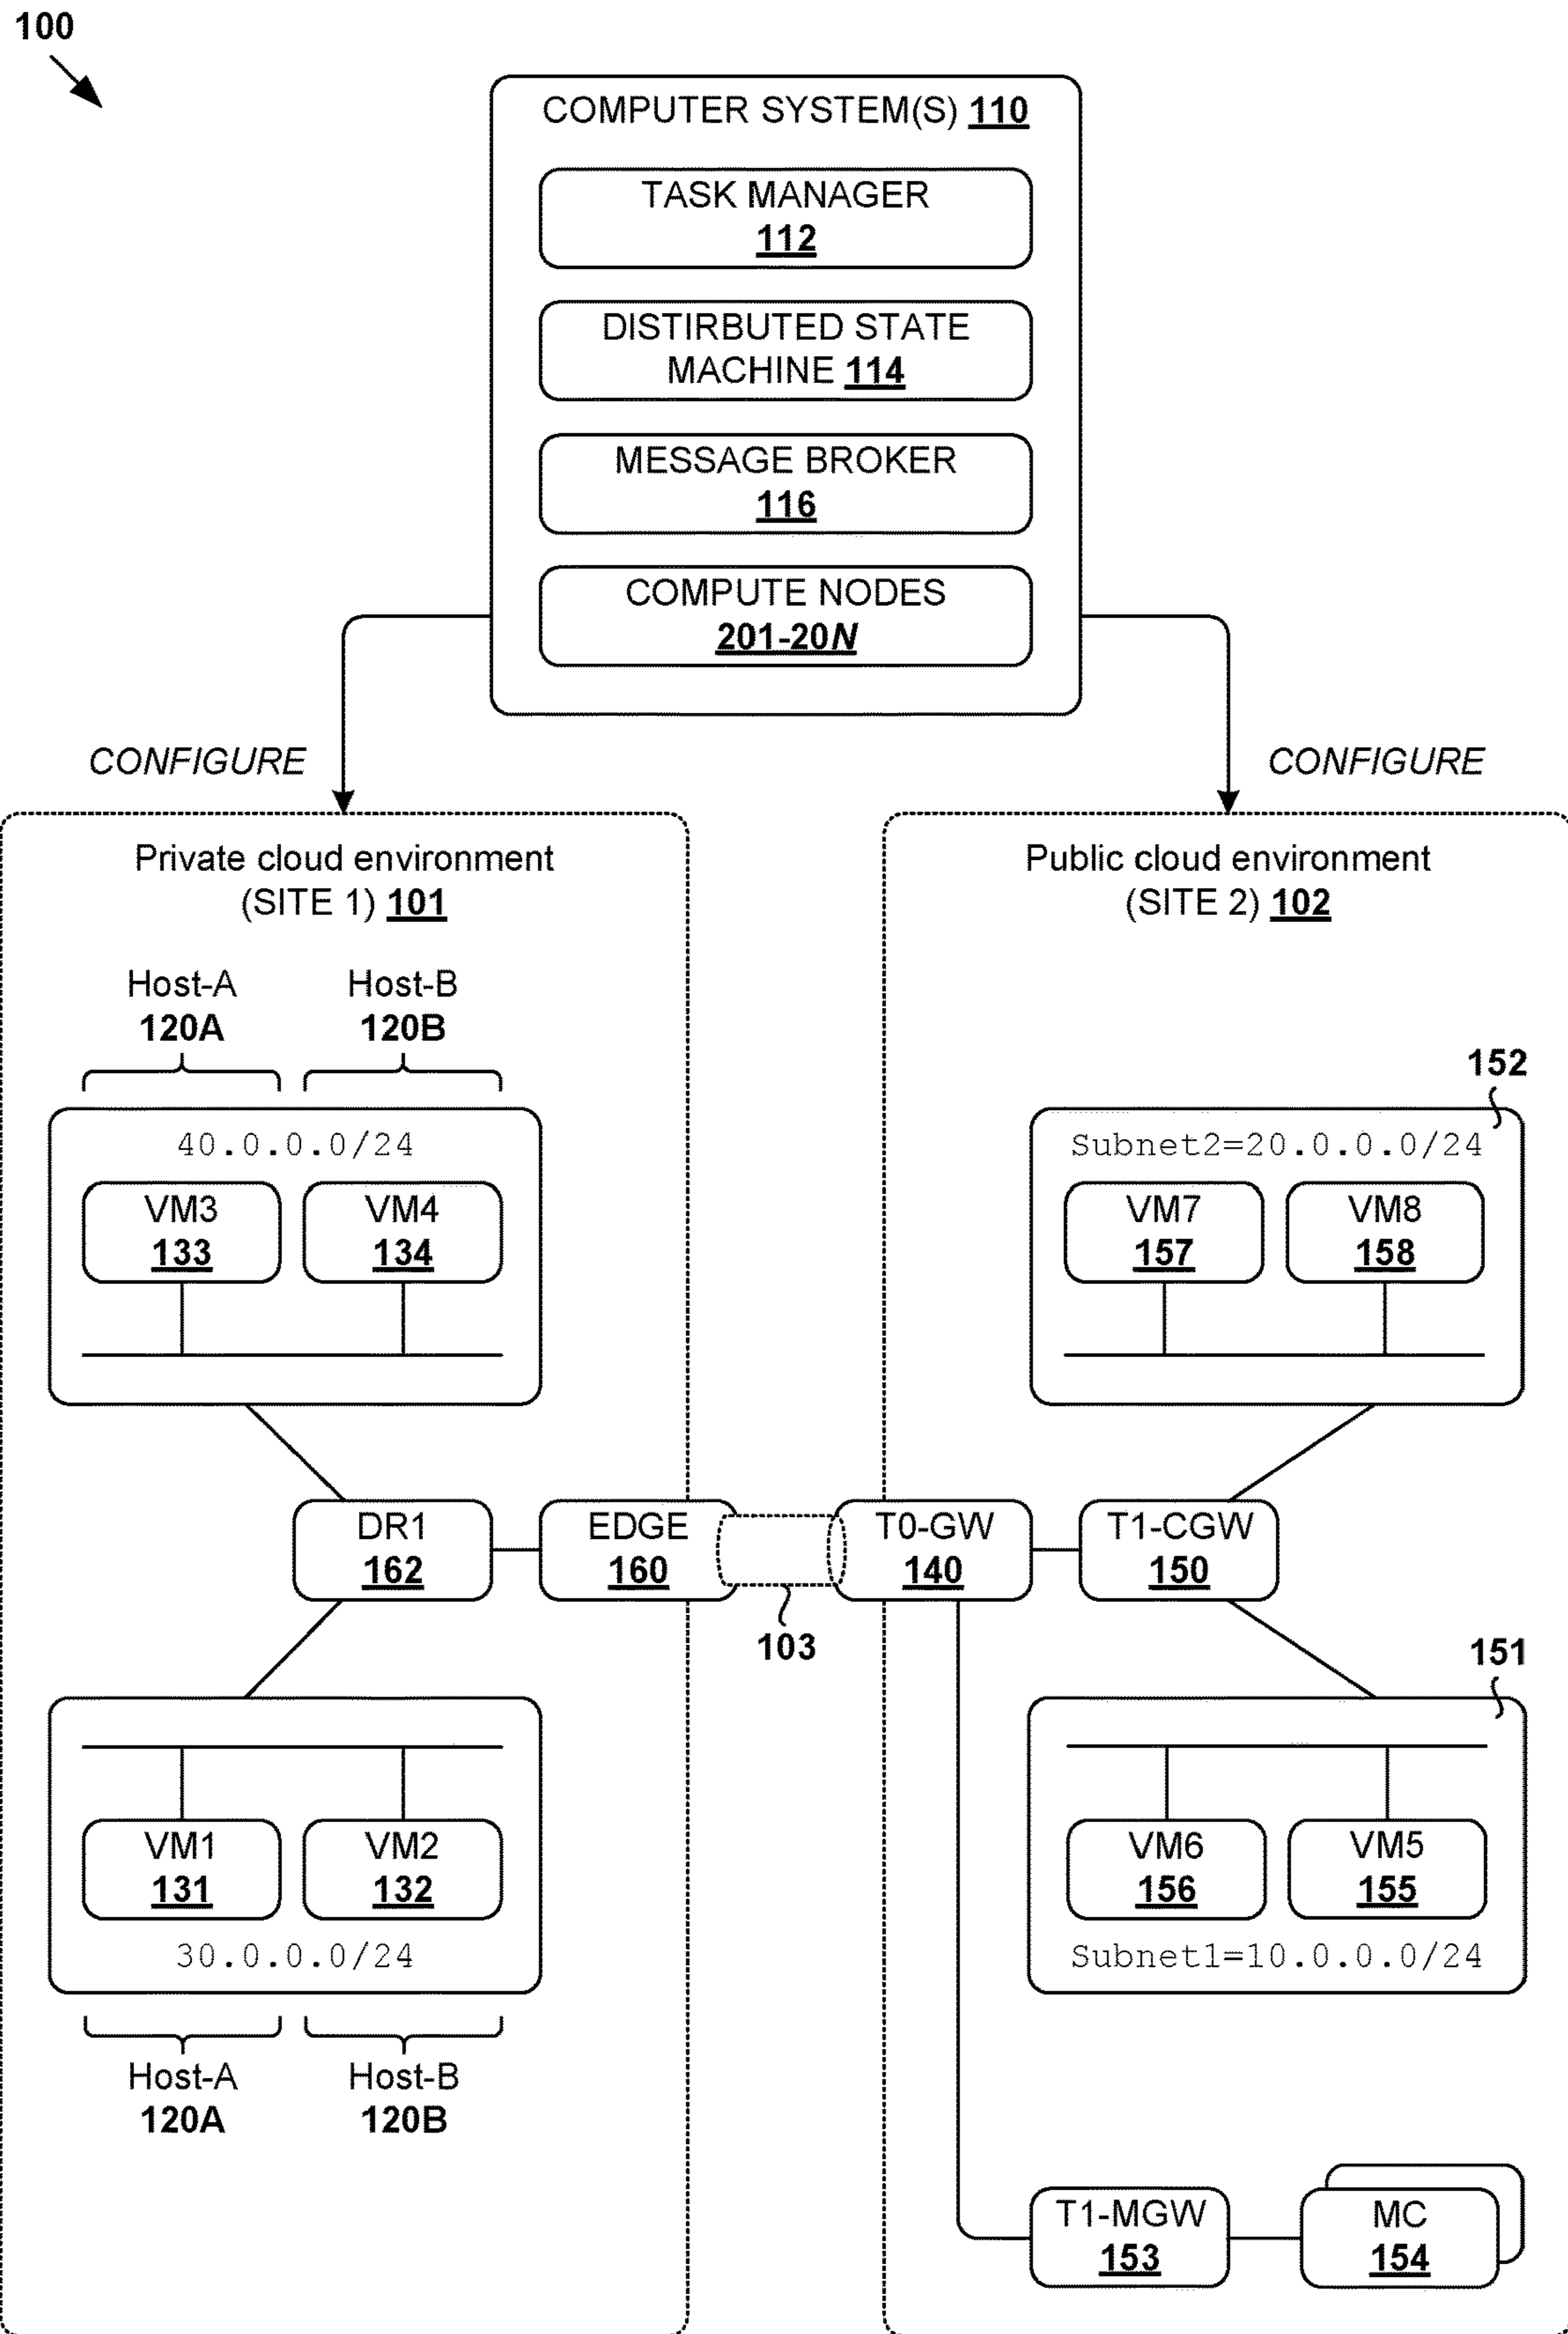 100
COMPUTER SYSTEM(S) 110
TASK MANAGER
112
DISTIRBUTED STATE
MACHINE 114
MESSAGE BROKER
116
COMPUTE NODES
201-20N
CONFIGURE
CONFIGURE
Private cloud environment
(SITE 1) 101
Public cloud environment
(SITE 2) 102
Host-A
120A
Host-B
120B
152
40.0.0.0/24
VM3
133
VM4
134
Subnet2=20.0.0.0/24
VM7
157
VM8
158
DR1
162
EDGE
160
T0-GW
140
T1-CGW
150
103
151
VM1
131
VM2
132
30.0.0.0/24
VM6
156
VM5
155
Subnet1=10.0.0.0/24
Host-A
120A
Host-B
120B
T1-MGW
153
MC
154